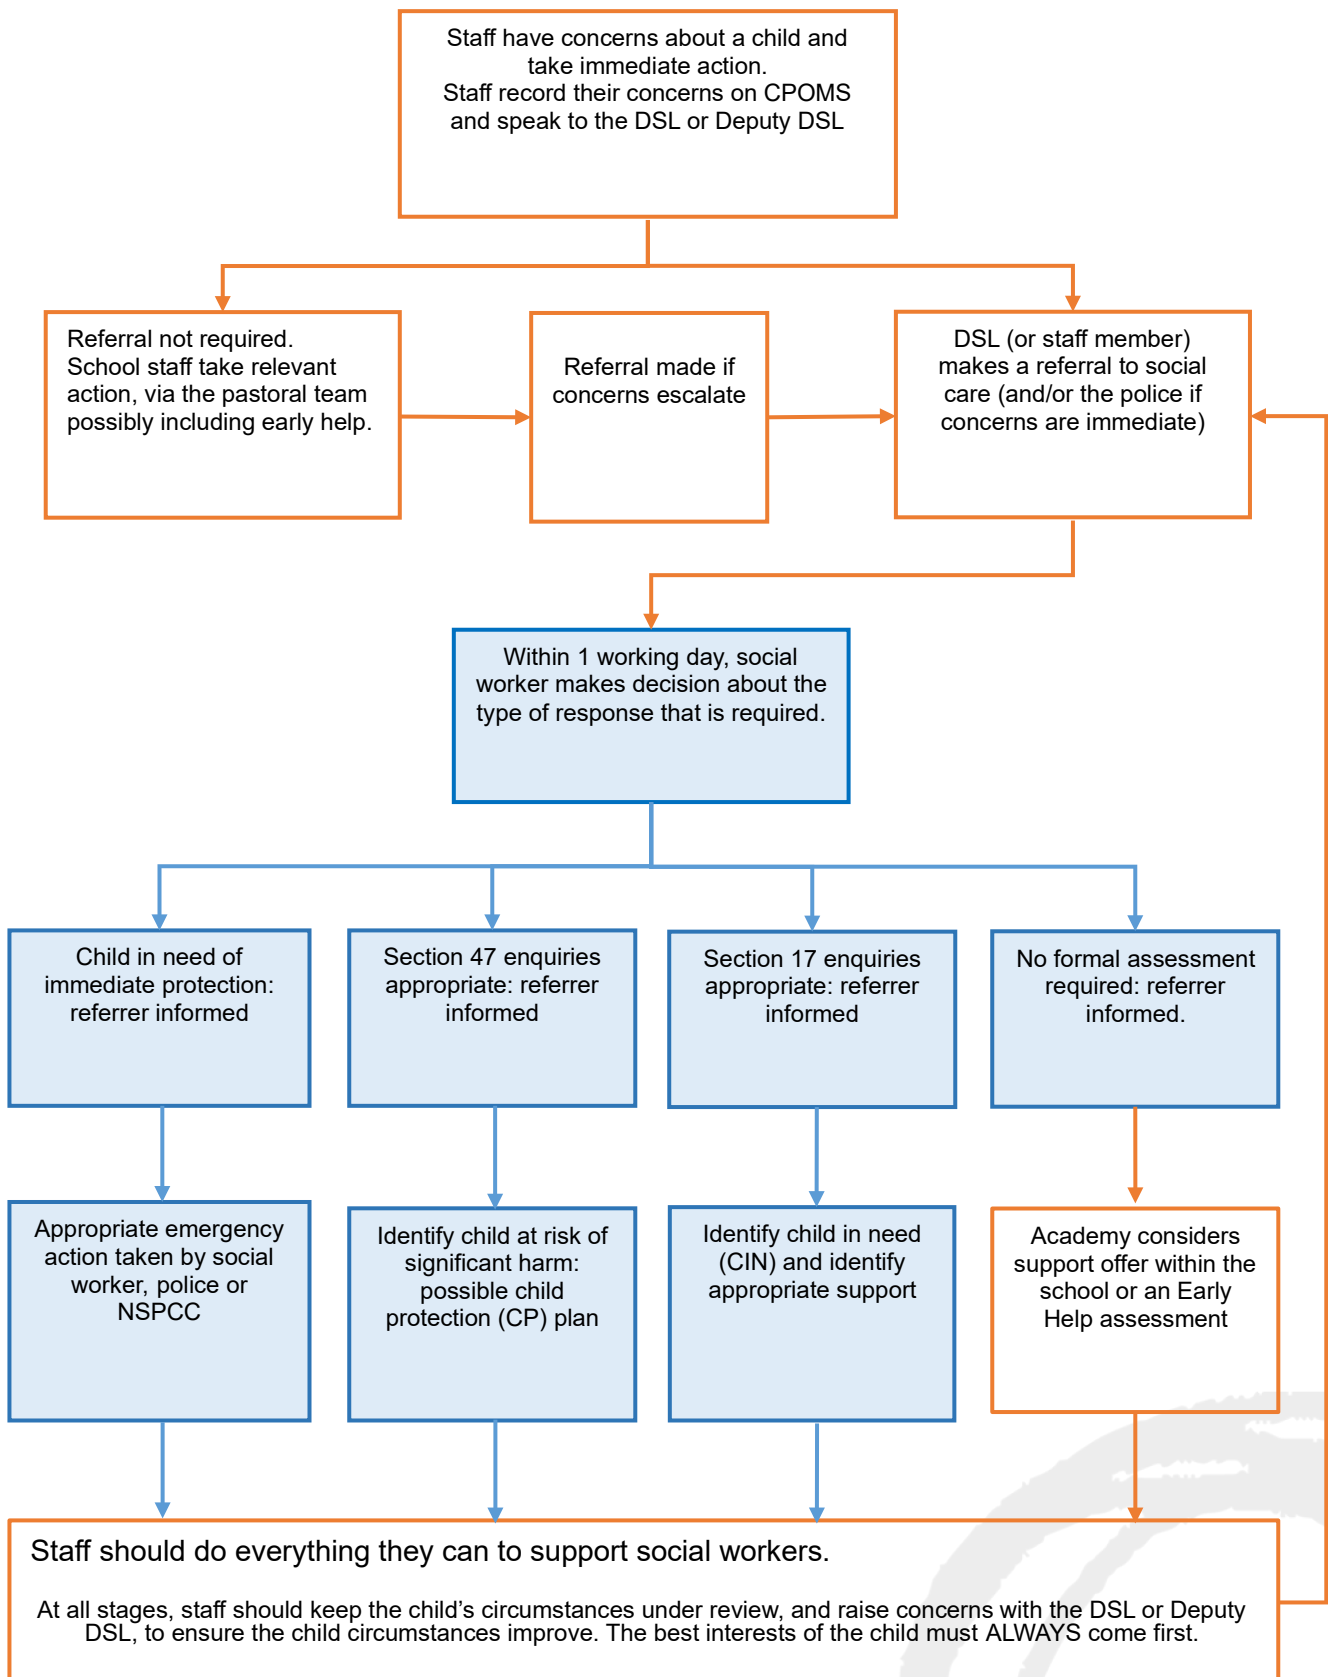 Staff have concerns about a child and
take immediate action.
Staff record their concerns on CPOMS
and speak to the DSL or Deputy DSL
Referral not required.
School staff take relevant
action, via the pastoral team
possibly including early help.
Referral made if
concerns escalate
DSL (or staff member)
makes a referral to social
care (and/or the police if
concerns are immediate)
Within 1 working day, social
worker makes decision about the
type of response that is required.
Child in need of
immediate protection:
referrer informed
Section 47 enquiries
appropriate: referrer
informed
Section 17 enquiries
appropriate: referrer
informed
No formal assessment
required: referrer
informed.
Appropriate emergency
action taken by social
worker, police or
NSPCC
Identify child at risk of
significant harm:
possible child
protection (CP) plan
Identify child in need
(CIN) and identify
appropriate support
Academy considers
support offer within the
school or an Early
Help assessment
Staff should do everything they can to support social workers.
At all stages, staff should keep the child’s circumstances under review, and raise concerns with the DSL or Deputy
DSL, to ensure the child circumstances improve. The best interests of the child must ALWAYS come first.